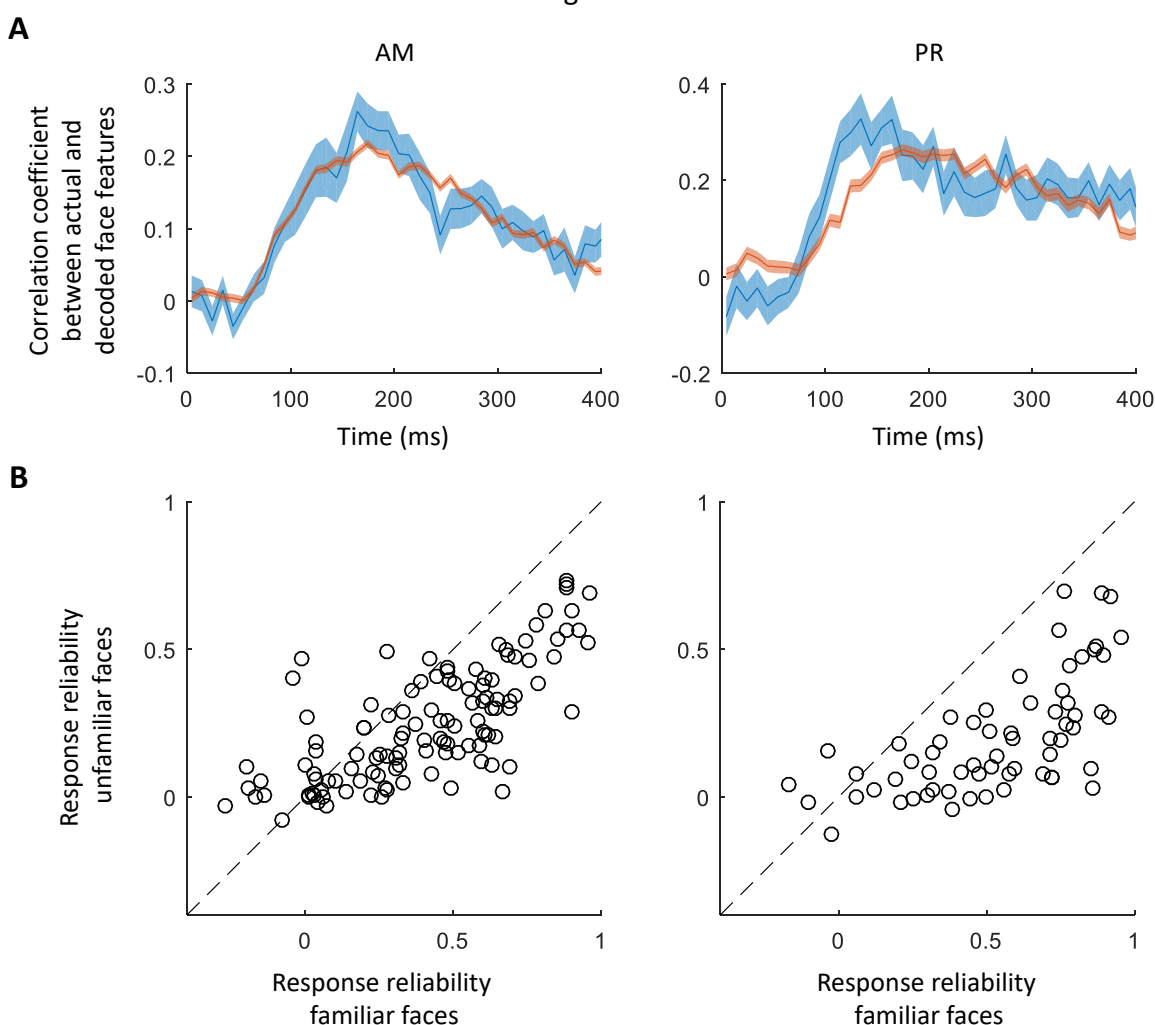 A
AM
PR
Correlation coefficient
between actual and
decoded face features
0.3
0.2
0.1
0
-0.1
0
100
200
300
400
Time (ms)
0.4
0.2
0
-0.2
0
100
200
300
400
Time (ms)
B
Response reliability
unfamiliar faces
1
0.5
0
0
0.5
1
Response reliability
familiar faces
1
0.5
0
0
0.5
1
Response reliability
familiar faces